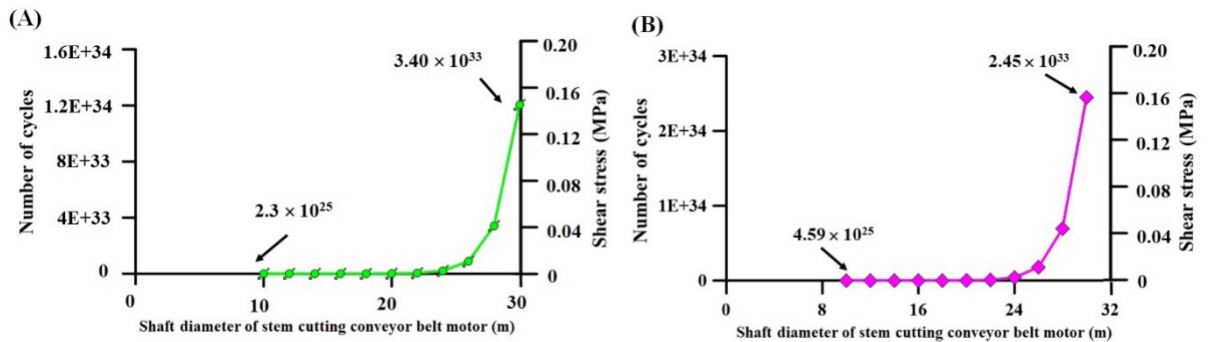 (A)
1.6E+34
1.2E+34
8E+33
4E+33
0
Number of cycles
3.40 × 10³³
2.3 × 10²⁵
0.20
0.16
0.12
0.08
0.04
0
Shear stress (MPa)
0
10
20
30
Shaft diameter of stem cutting conveyor belt motor (m)
(B)
3E+34
2E+34
1E+34
0
Number of cycles
2.45 × 10³³
4.59 × 10²⁵
0.20
0.16
0.12
0.08
0.04
0
Shear stress (MPa)
0
8
16
24
32
Shaft diameter of stem cutting conveyor belt motor (m)